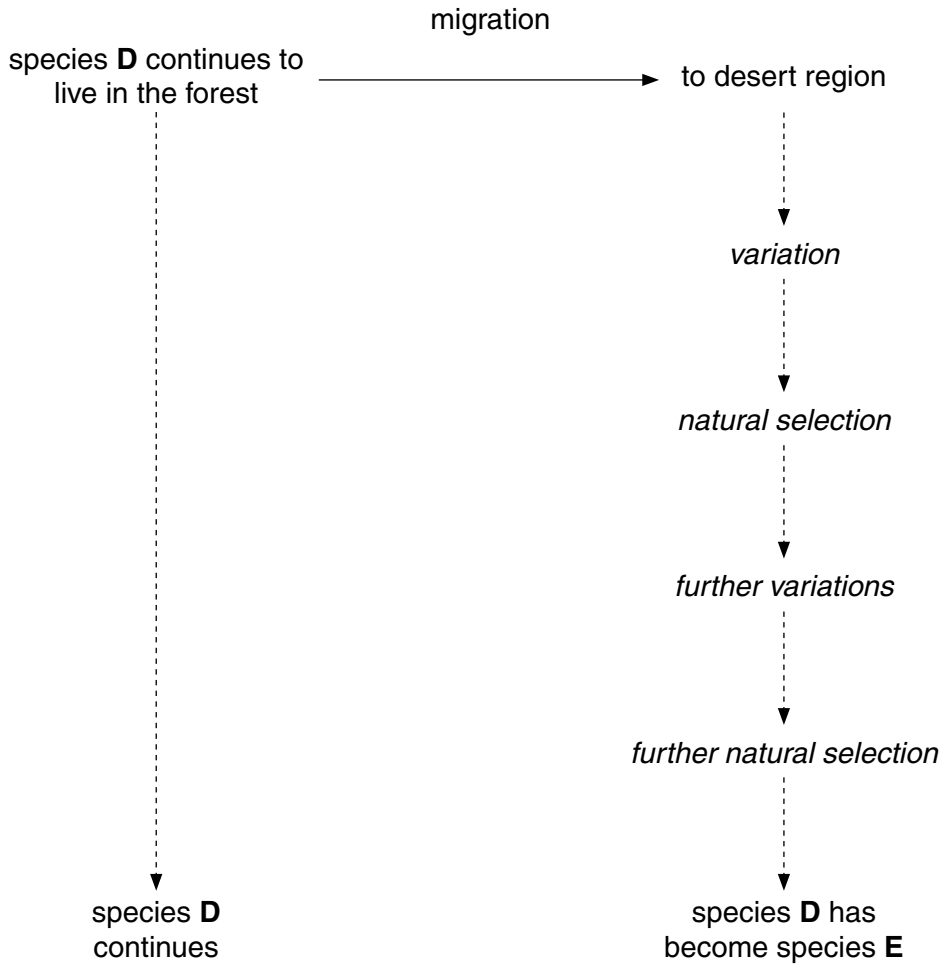 migration
species D continues to
live in the forest
to desert region
variation
natural selection
further variations
further natural selection
species D
continues
species D has
become species E